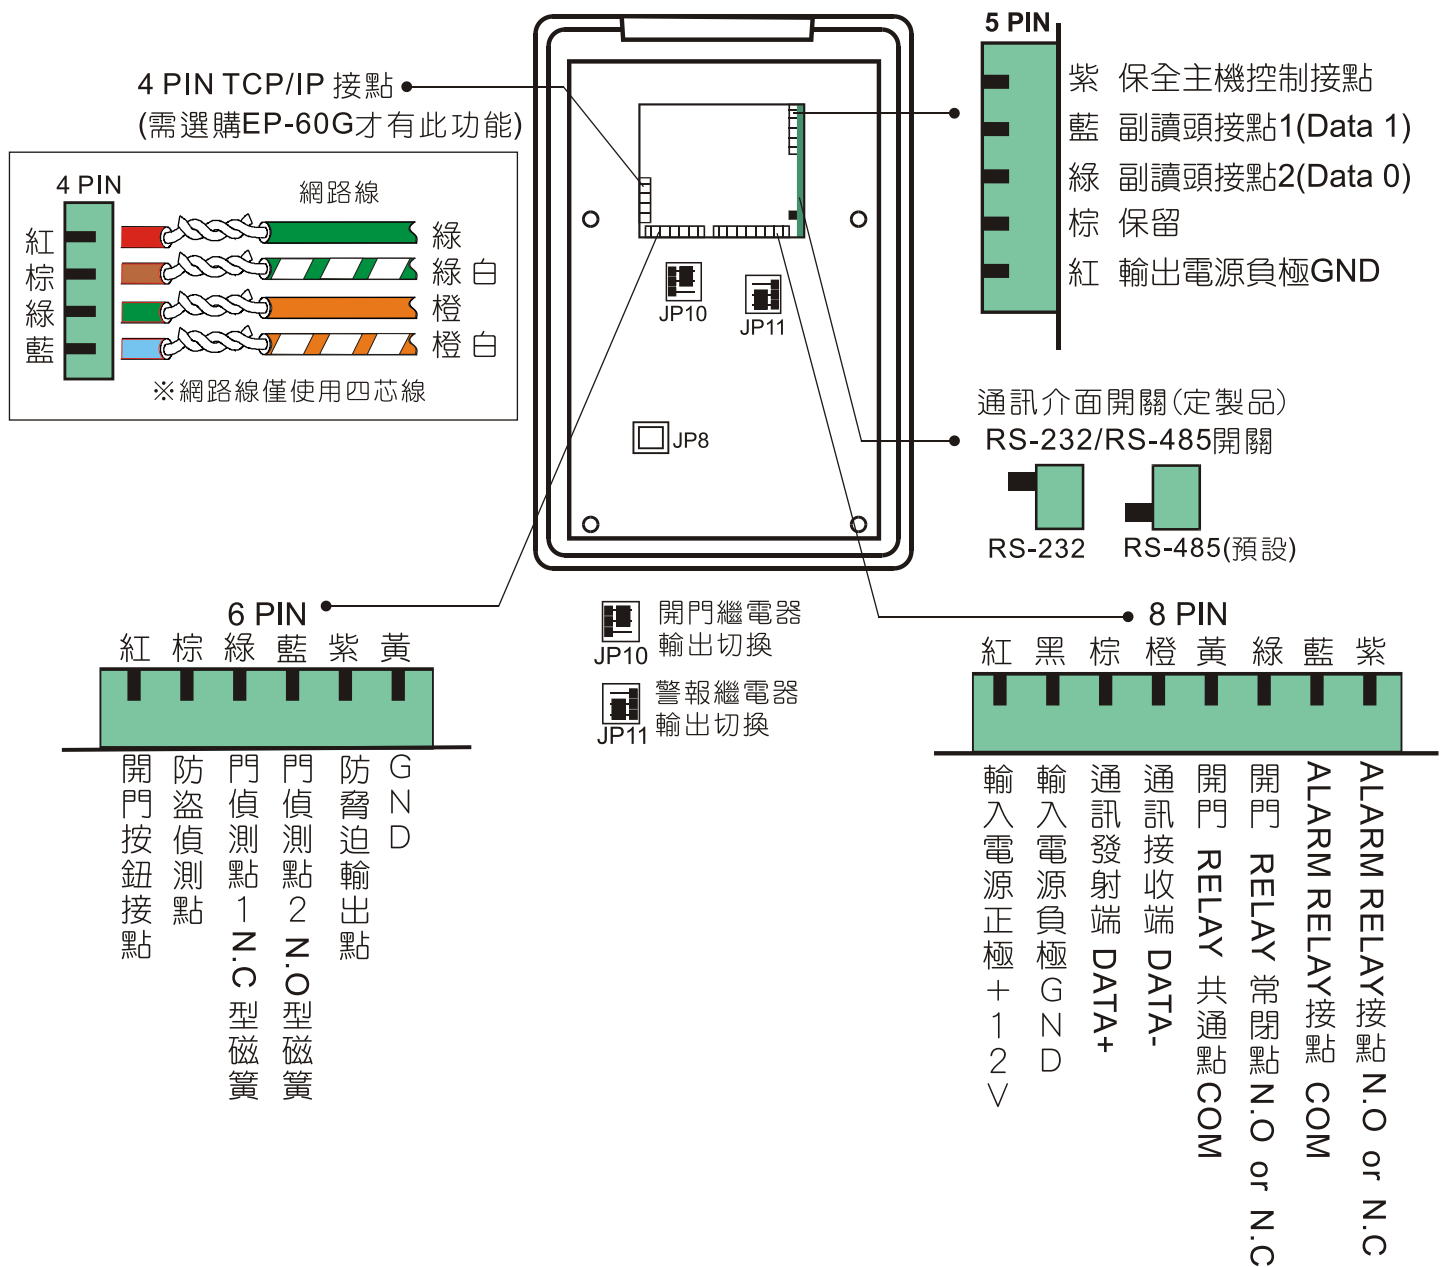 4 PIN TCP/IP 接點
(需選購EP-60G才有此功能)
4 PIN
網路線
紅
綠
棕
綠 白
綠
橙
藍
橙 白
※網路線僅使用四芯線
5 PIN
紫 保全主機控制接點
藍 副讀頭接點1(Data 1)
綠 副讀頭接點2(Data 0)
棕 保留
紅 輸出電源負極GND
JP10
JP11
JP8
通訊介面開關(定製品)
RS-232/RS-485開關
RS-232
RS-485(預設)
6 PIN
紅 棕 綠 藍 紫 黃
開門按鈕接點
防盜偵測點
門偵測點1 N.C 型磁簧
門偵測點2 N.O型磁簧
防脅迫輸出點
GND
JP10
開門繼電器
輸出切換
JP11
警報繼電器
輸出切換
8 PIN
紅 黑 棕 橙 黃 綠 藍 紫
輸入電源正極+12V
輸入電源負極GND
通訊發射端 DATA+
通訊接收端 DATA-
開門 RELAY 共通點 COM
開門 RELAY 常閉點 N.O or N.C
ALARM RELAY接點 COM
ALARM RELAY接點 N.O or N.C